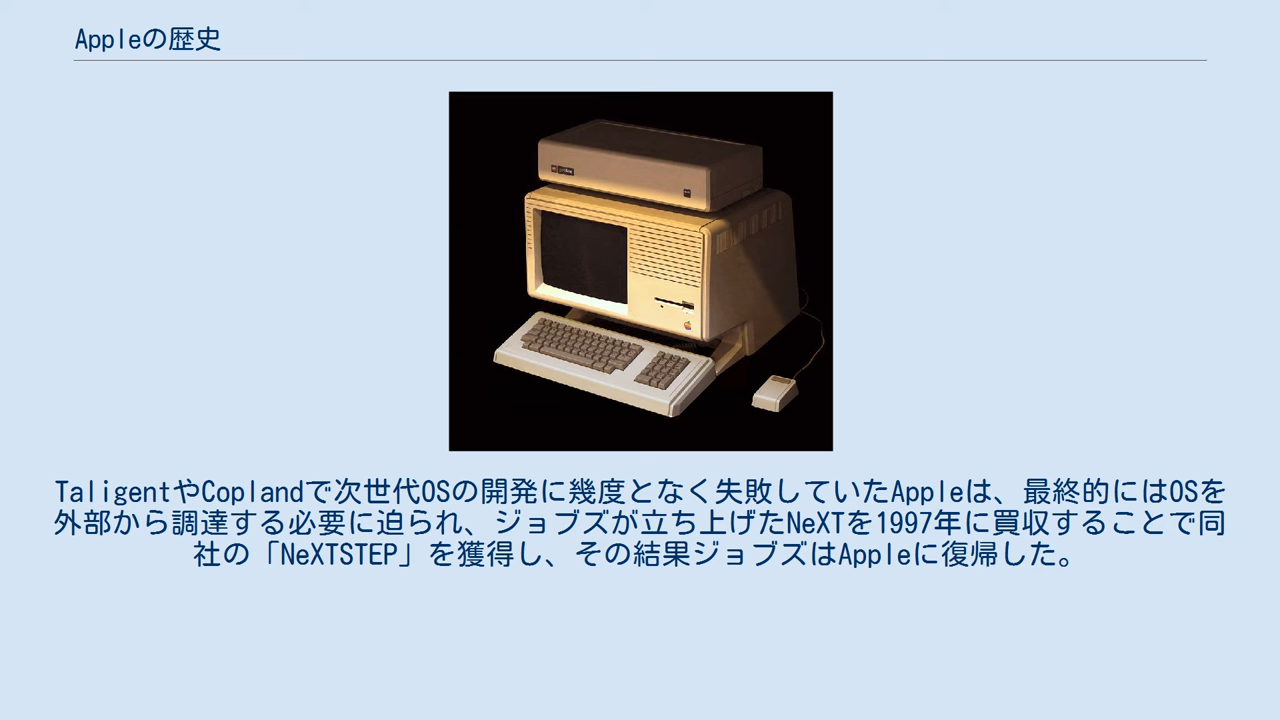 Appleの歴史
TaligentやCoplandで次世代OSの開発に幾度となく失敗していたAppleは、最終的にはOSを
外部から調達する必要に迫られ、ジョブズが立ち上げたNeXTを1997年に買収することで同
社の「NeXTSTEP」を獲得し、その結果ジョブズはAppleに復帰した。